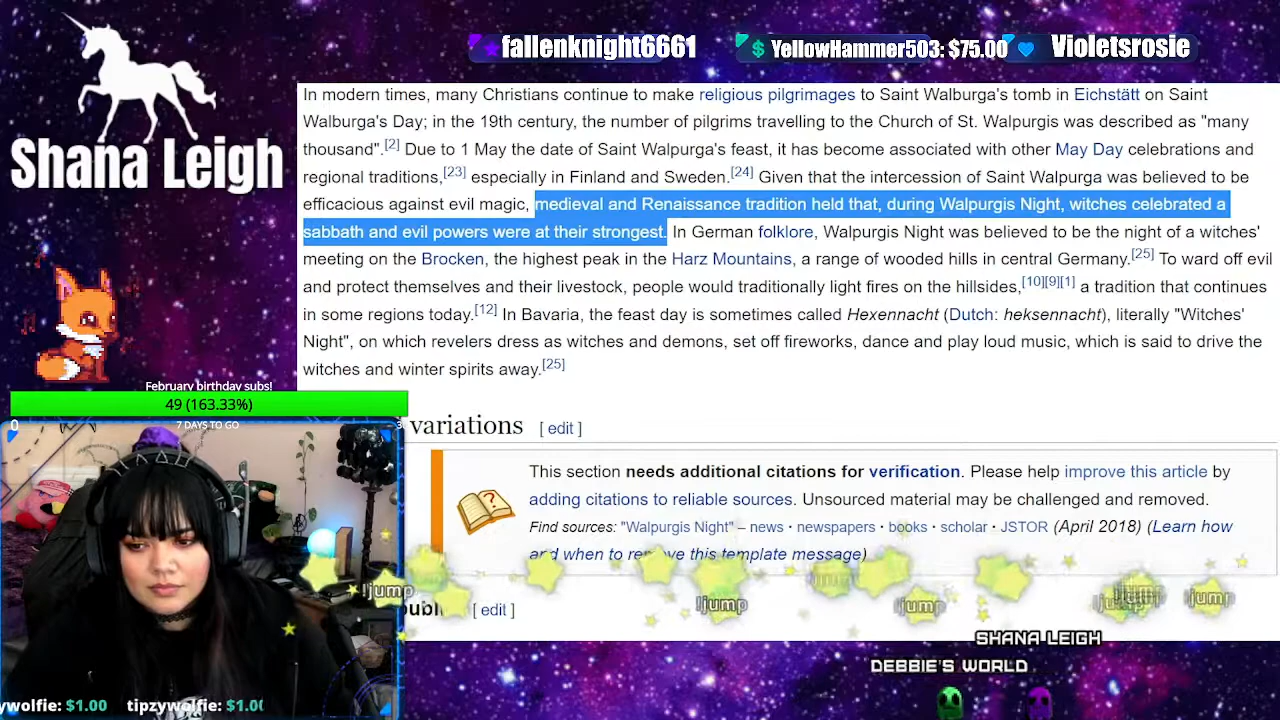 fallenknight6661
YellowHammer503: $75.00
Violetsrosie
Shana Leigh
In modern times, many Christians continue to make religious pilgrimages to Saint Walburga's tomb in Eichstätt on Saint
Walburga's Day; in the 19th century, the number of pilgrims travelling to the Church of St. Walpurgis was described as "many
thousand".[2] Due to 1 May the date of Saint Walpurga's feast, it has become associated with other May Day celebrations and
regional traditions,[23] especially in Finland and Sweden.[24] Given that the intercession of Saint Walpurga was believed to be
efficacious against evil magic, medieval and Renaissance tradition held that, during Walpurgis Night, witches celebrated a
sabbath and evil powers were at their strongest. In German folklore, Walpurgis Night was believed to be the night of a witches'
meeting on the Brocken, the highest peak in the Harz Mountains, a range of wooded hills in central Germany.[25] To ward off evil
and protect themselves and their livestock, people would traditionally light fires on the hillsides,[10][9][1] a tradition that continues
in some regions today.[12] In Bavaria, the feast day is sometimes called Hexennacht (Dutch: heksennacht), literally "Witches'
Night", on which revelers dress as witches and demons, set off fireworks, dance and play loud music, which is said to drive the
witches and winter spirits away.[25]
February birthday subs!
49 (163.33%)
0
7 DAYS TO GO
variations [ edit ]
This section needs additional citations for verification. Please help improve this article by
adding citations to reliable sources. Unsourced material may be challenged and removed.
Find sources: "Walpurgis Night" – news · newspapers · books · scholar · JSTOR (April 2018) (Learn how
and when to remove this template message)
!jump
!jump
!jump
!jump
!jump
[ edit ]
SHANA LEIGH
DEBBIE'S WORLD
ywolfie: $1.00 tipzywolfie: $1.0